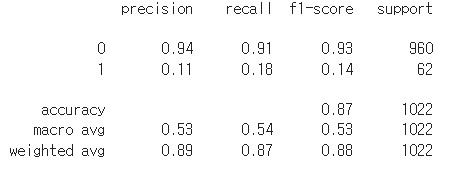 precision recall f1-score support
0 0.94 0.91 0.93 960
1 0.11 0.18 0.14 62
accuracy 0.87 1022
macro avg 0.53 0.54 0.53 1022
weighted avg 0.89 0.87 0.88 1022